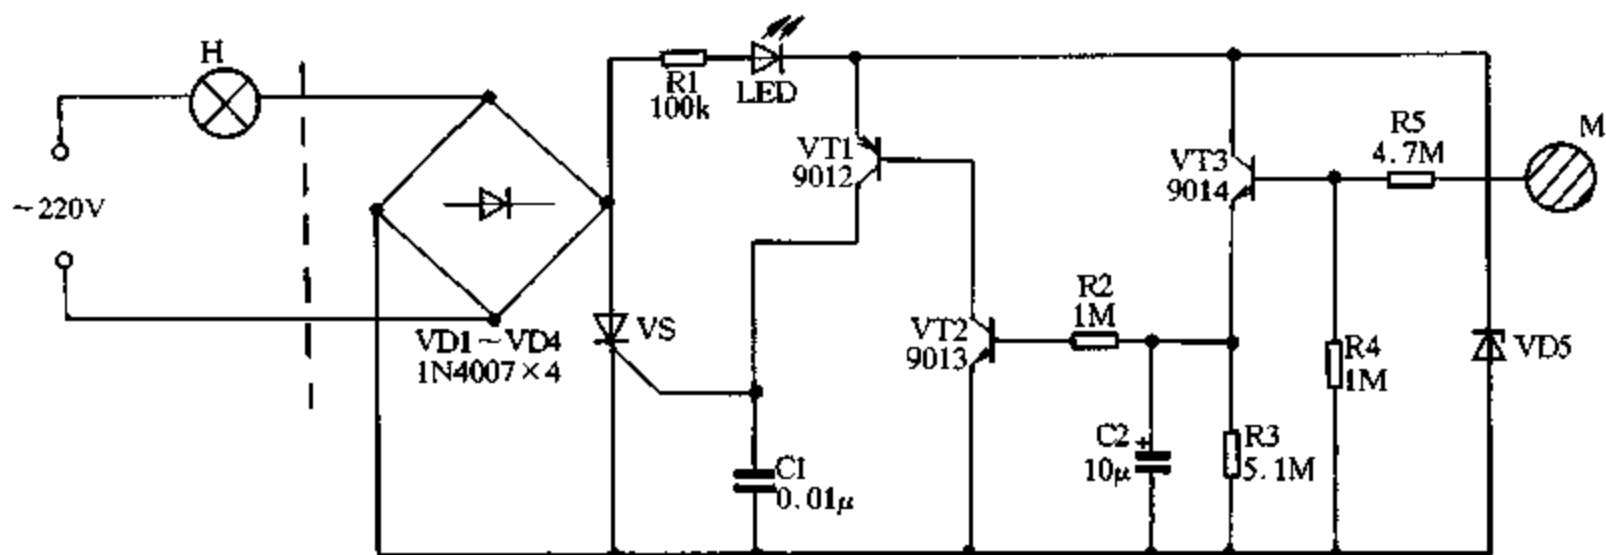 H
~220V
VD1~VD4
1N4007×4
VS
R1
100k
LED
VT1
9012
C1
0.01μ
VT2
9013
R2
1M
C2
+
10μ
R3
5.1M
VT3
9014
R4
1M
R5
4.7M
M
VD5